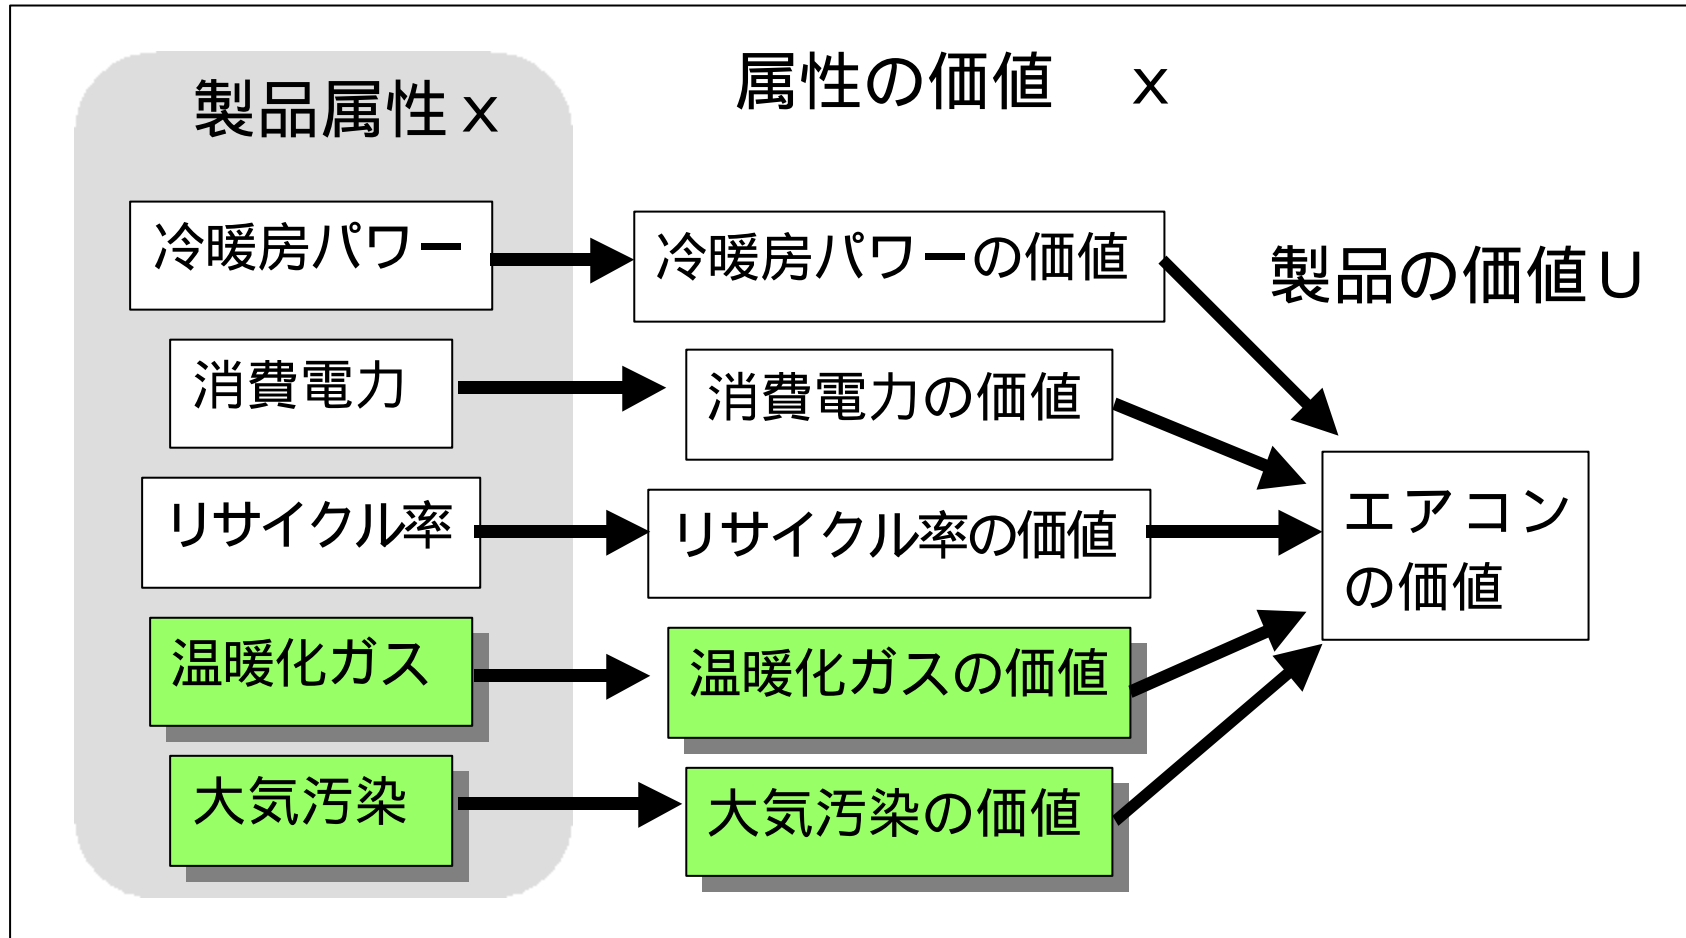 製品属性x
属性の価値　x
製品の価値U
冷暖房パワー
冷暖房パワーの価値
消費電力
消費電力の価値
リサイクル率
リサイクル率の価値
エアコン
の価値
温暖化ガス
温暖化ガスの価値
大気汚染
大気汚染の価値